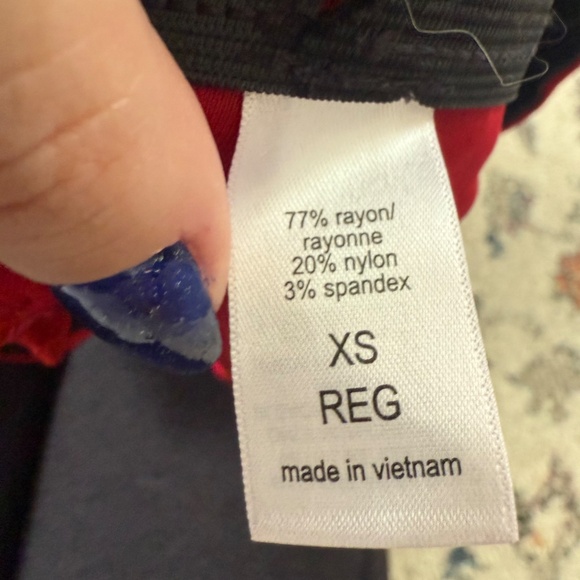 77% rayon/
rayonne
20% nylon
3% spandex
XS
REG
made in vietnam